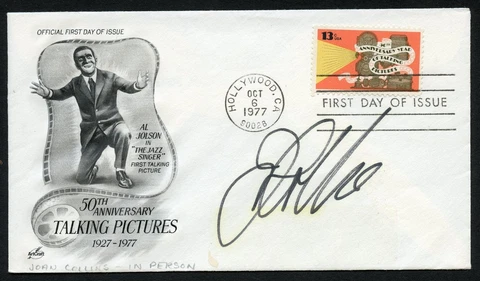 OFFICIAL FIRST DAY OF ISSUE
13c USA
50TH
ANNIVERSARY YEAR
OF TALKING
PICTURES
HOLLYWOOD, CA
OCT
6
1977
90028
FIRST DAY OF ISSUE
AL
JOLSON
IN
"THE JAZZ
SINGER"
FIRST TALKING
PICTURE
50TH
ANNIVERSARY
TALKING PICTURES
1927-1977
ArtCraft
JOAN COLLINS - IN PERSON